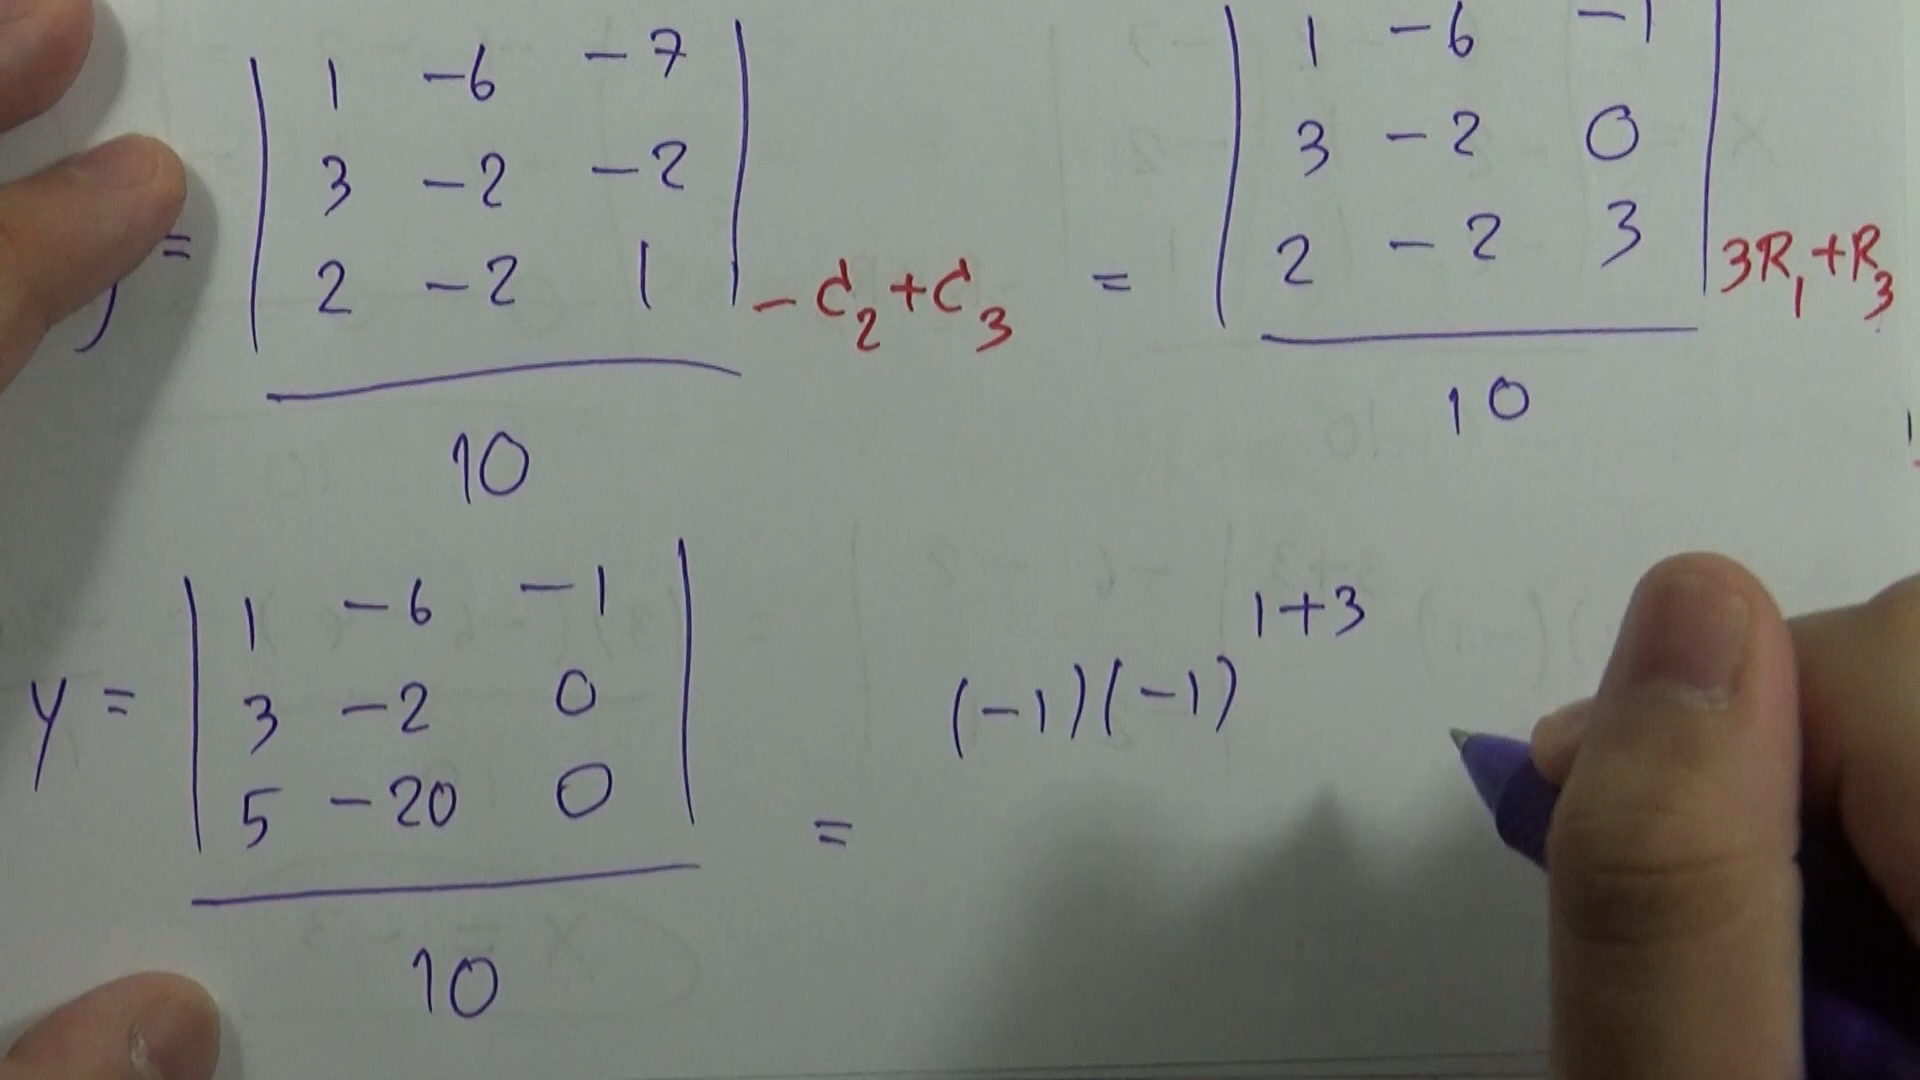 = | 1 -6 -7 | = | 1 -6 -1 |
| 3 -2 -2 | | 3 -2 0 |
| 2 -2 1 | -C₂+C₃ | 2 -2 3 | 3R₁+R₃
10 10
y = | 1 -6 -1 | = (-1)(-1)¹⁺³
| 3 -2 0 |
| 5 -20 0 |
10